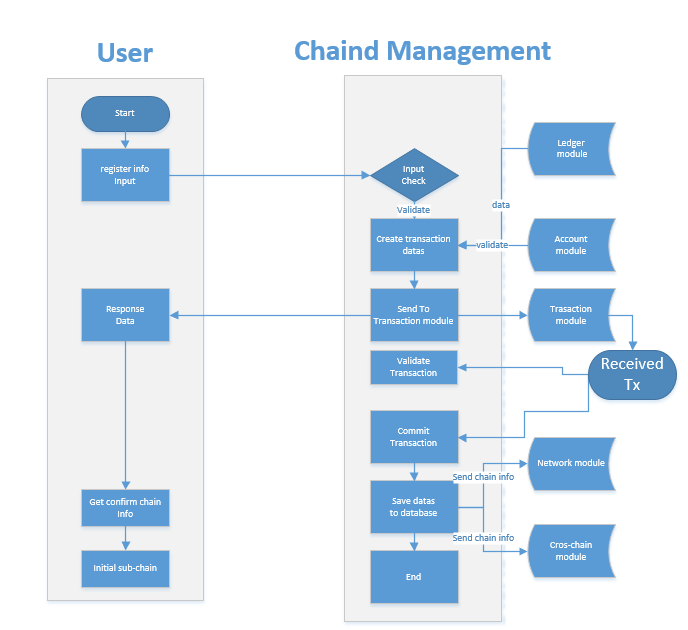 User
Chaind Management
Start
register info
Input
Input
Check
Ledger
module
data
Validate
Create transaction
datas
validate
Account
module
Response
Data
Send To
Transaction module
Trasaction
module
Validate
Transaction
Received
Tx
Commit
Transaction
Network module
Send chain info
Get confirm chain
Info
Save datas
to database
Send chain info
Cros-chain
module
Initial sub-chain
End